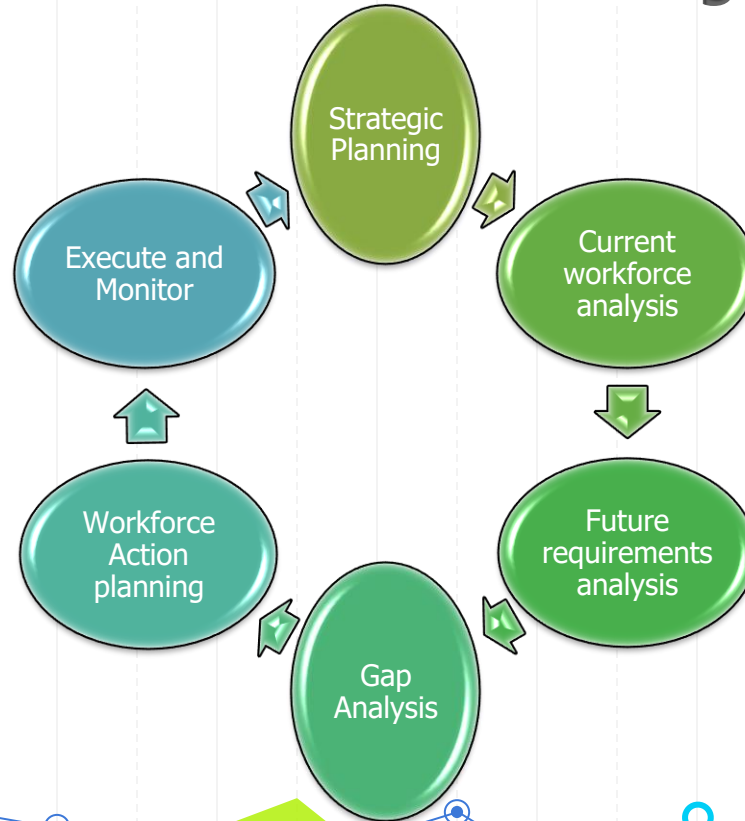 Strategic
Planning
Current
workforce
analysis
Future
requirements
analysis
Gap
Analysis
Workforce
Action
planning
Execute and
Monitor